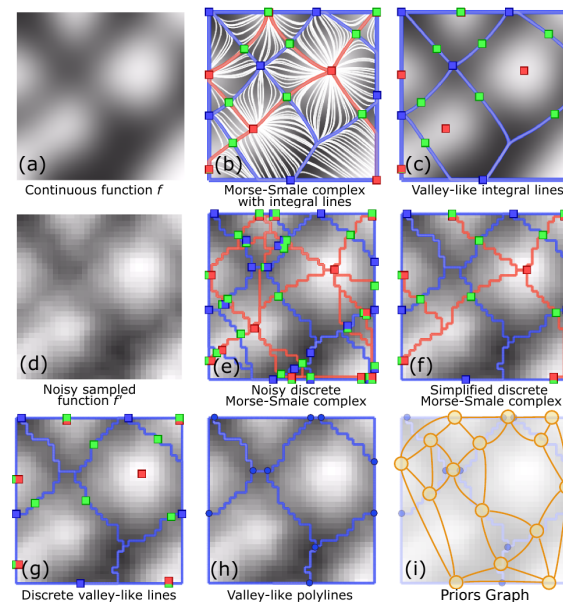 (a)
(b)
(c)
Continuous function f
Morse-Smale complex
with integral lines
Valley-like integral lines
(d)
(e)
(f)
Noisy sampled
function f'
Noisy discrete
Morse-Smale complex
Simplified discrete
Morse-Smale complex
(g)
(h)
(i)
Discrete valley-like lines
Valley-like polylines
Priors Graph